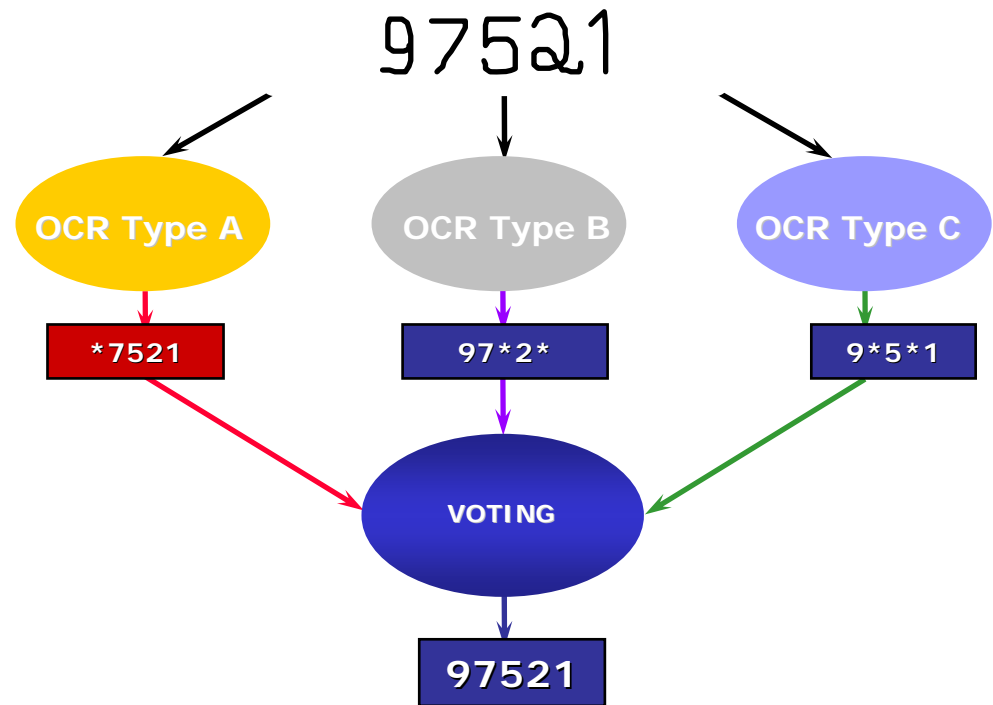 97521
OCR Type A
OCR Type B
OCR Type C
*7521
97*2*
9*5*1
VOTING
97521